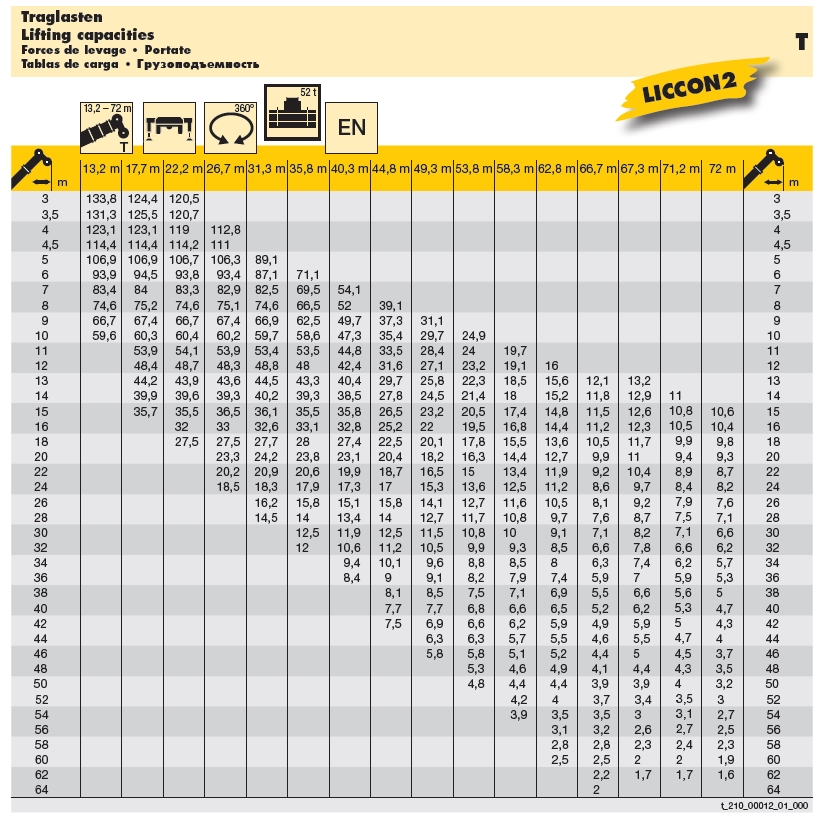 Traglasten
Lifting capacities
Forces de levage • Portate
Tablas de carga • Грузоподъемность
T
LICCON2
13,2 – 72 m
T
360°
52 t
EN
m 13,2 m 17,7 m 22,2 m 26,7 m 31,3 m 35,8 m 40,3 m 44,8 m 49,3 m 53,8 m 58,3 m 62,8 m 66,7 m 67,3 m 71,2 m 72 m m
3 133,8 124,4 120,5 3
3,5 131,3 125,5 120,7 3,5
4 123,1 123,1 119 112,8 4
4,5 114,4 114,4 114,2 111 4,5
5 106,9 106,9 106,7 106,3 89,1 5
6 93,9 94,5 93,8 93,4 87,1 71,1 6
7 83,4 84 83,3 82,9 82,5 69,5 54,1 7
8 74,6 75,2 74,6 75,1 74,6 66,5 52 39,1 8
9 66,7 67,4 66,7 67,4 66,9 62,5 49,7 37,3 31,1 9
10 59,6 60,3 60,4 60,2 59,7 58,6 47,3 35,4 29,7 24,9 10
11 53,9 54,1 53,9 53,4 53,5 44,8 33,5 28,4 24 19,7 11
12 48,4 48,7 48,3 48,8 48 42,4 31,6 27,1 23,2 19,1 16 12
13 44,2 43,9 43,6 44,5 43,3 40,4 29,7 25,8 22,3 18,5 15,6 12,1 13,2 13
14 39,9 39,6 39,3 40,2 39,3 38,5 27,8 24,5 21,4 18 15,2 11,8 12,9 11 14
15 35,7 35,5 36,5 36,1 35,5 35,8 26,5 23,2 20,5 17,4 14,8 11,5 12,6 10,8 10,6 15
16 32 33 32,6 33,1 32,8 25,2 22 19,5 16,8 14,4 11,2 12,3 10,5 10,4 16
18 27,5 27,5 27,7 28 27,4 22,5 20,1 17,8 15,5 13,6 10,5 11,7 9,9 9,8 18
20 23,3 24,2 23,8 23,1 20,4 18,2 16,3 14,4 12,7 9,9 11 9,4 9,3 20
22 20,2 20,9 20,6 19,9 18,7 16,5 15 13,4 11,9 9,2 10,4 8,9 8,7 22
24 18,5 18,3 17,9 17,3 17 15,3 13,6 12,5 11,2 8,6 9,7 8,4 8,2 24
26 16,2 15,8 15,1 15,8 14,1 12,7 11,6 10,5 8,1 9,2 7,9 7,6 26
28 14,5 14 13,4 14 12,7 11,7 10,8 9,7 7,6 8,7 7,5 7,1 28
30 12,5 11,9 12,5 11,5 10,8 10 9,1 7,1 8,2 7,1 6,6 30
32 12 10,6 11,2 10,5 9,9 9,3 8,5 6,6 7,8 6,6 6,2 32
34 9,4 10,1 9,6 8,8 8,5 8 6,3 7,4 6,2 5,7 34
36 8,4 9 9,1 8,2 7,9 7,4 5,9 7 5,9 5,3 36
38 8,1 8,5 7,5 7,1 6,9 5,5 6,6 5,6 5 38
40 7,7 7,7 6,8 6,6 6,5 5,2 6,2 5,3 4,7 40
42 7,5 6,9 6,6 6,2 5,9 4,9 5,9 5 4,3 42
44 6,3 6,3 5,7 5,5 4,6 5,5 4,7 4 44
46 5,8 5,8 5,1 5,2 4,4 5 4,5 3,7 46
48 5,3 4,6 4,9 4,1 4,4 4,3 3,5 48
50 4,8 4,4 4,4 3,9 3,9 4 3,2 50
52 4,2 4 3,7 3,4 3,5 3 52
54 3,9 3,5 3,5 3 3,1 2,7 54
56 3,1 3,2 2,6 2,7 2,5 56
58 2,8 2,8 2,3 2,4 2,3 58
60 2,5 2,5 2 2 1,9 60
62 2,2 1,7 1,7 1,6 62
64 2 64
t_210_00012_01_000